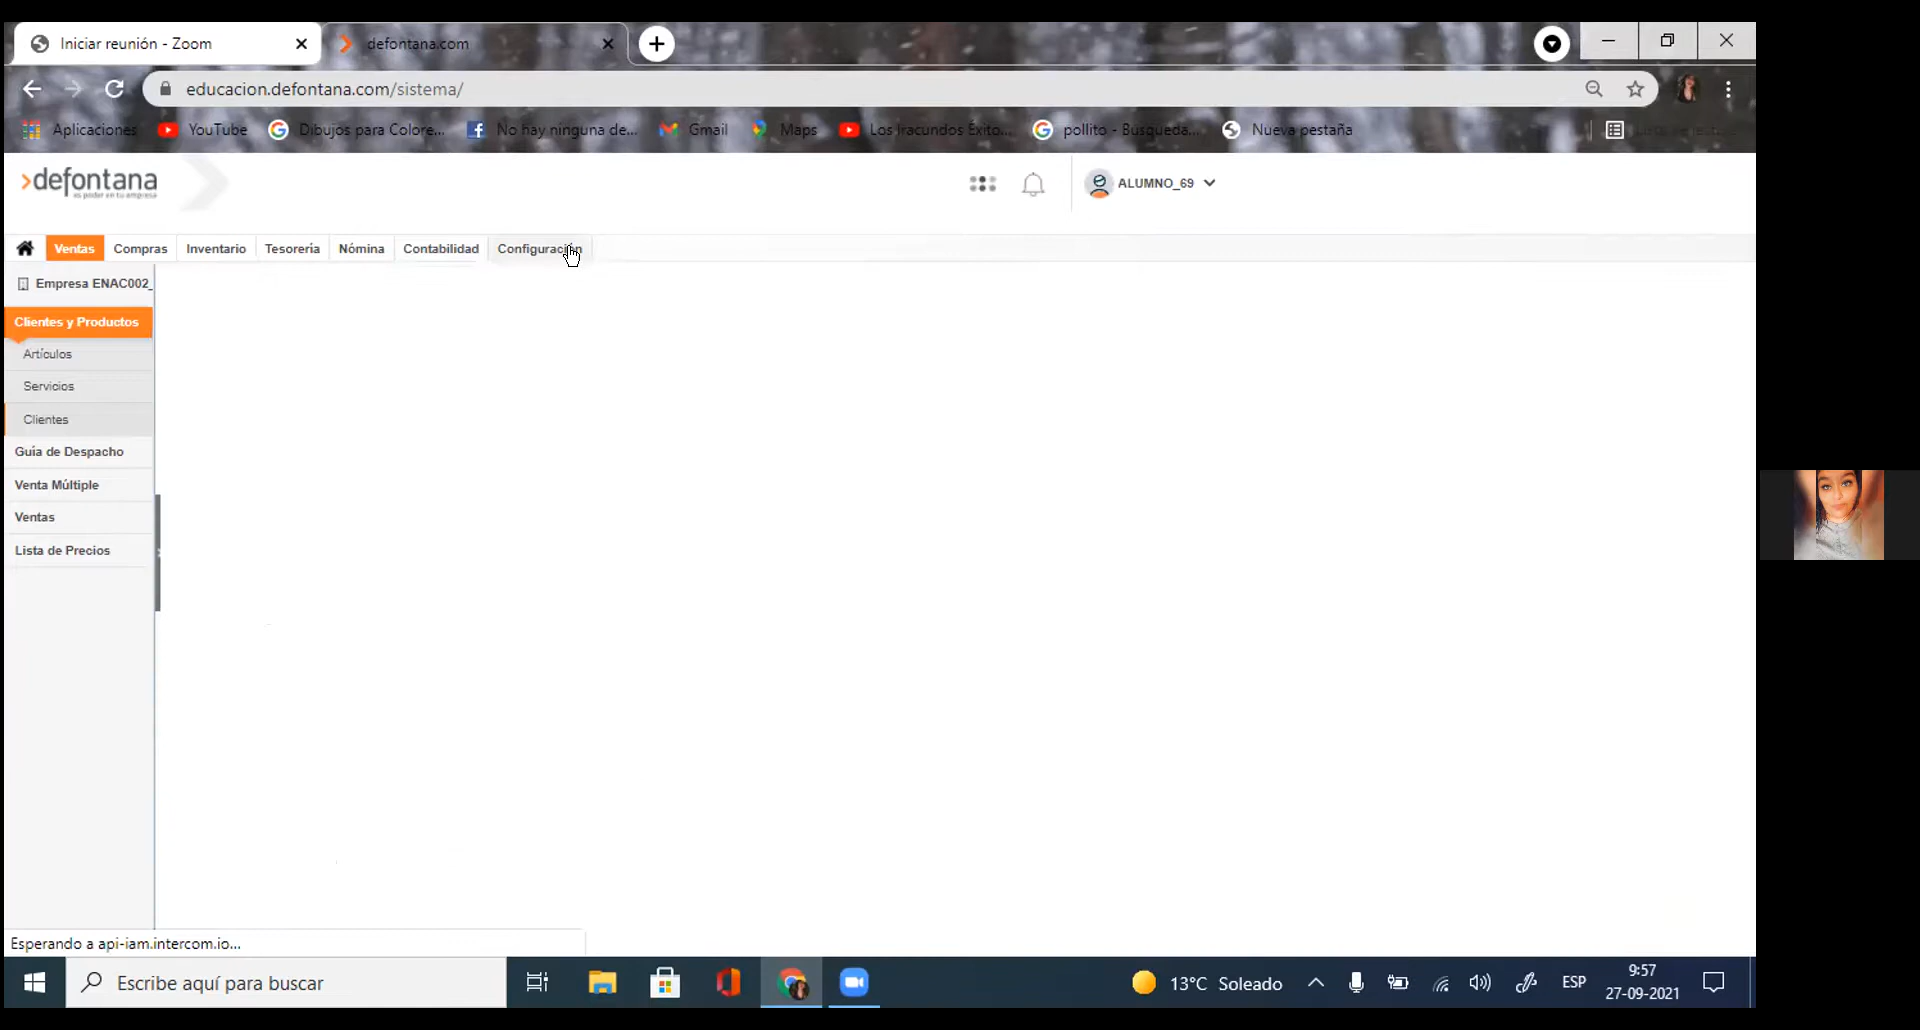 Iniciar reunión - Zoom
defontana.com
educacion.defontana.com/sistema/
Aplicaciones
YouTube
Dibujos para Colore...
No hay ninguna de...
Gmail
Maps
Los Iracundos Éxito...
pollito - Búsqueda...
Nueva pestaña
>defontana
ALUMNO_69
Ventas Compras Inventario Tesorería Nómina Contabilidad Configuración
Empresa ENAC002_
Clientes y Productos
Artículos
Servicios
Clientes
Guía de Despacho
Venta Múltiple
Ventas
Lista de Precios
Esperando a api-iam.intercom.io...
Escribe aquí para buscar
13°C Soleado
ESP
9:57
27-09-2021